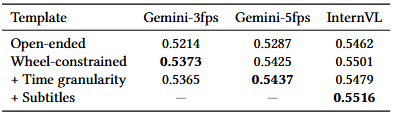 Template Gemini-3fps Gemini-5fps InternVL
Open-ended 0.5214 0.5287 0.5462
Wheel-constrained 0.5373 0.5425 0.5501
+ Time granularity 0.5365 0.5437 0.5479
+ Subtitles — — 0.5516